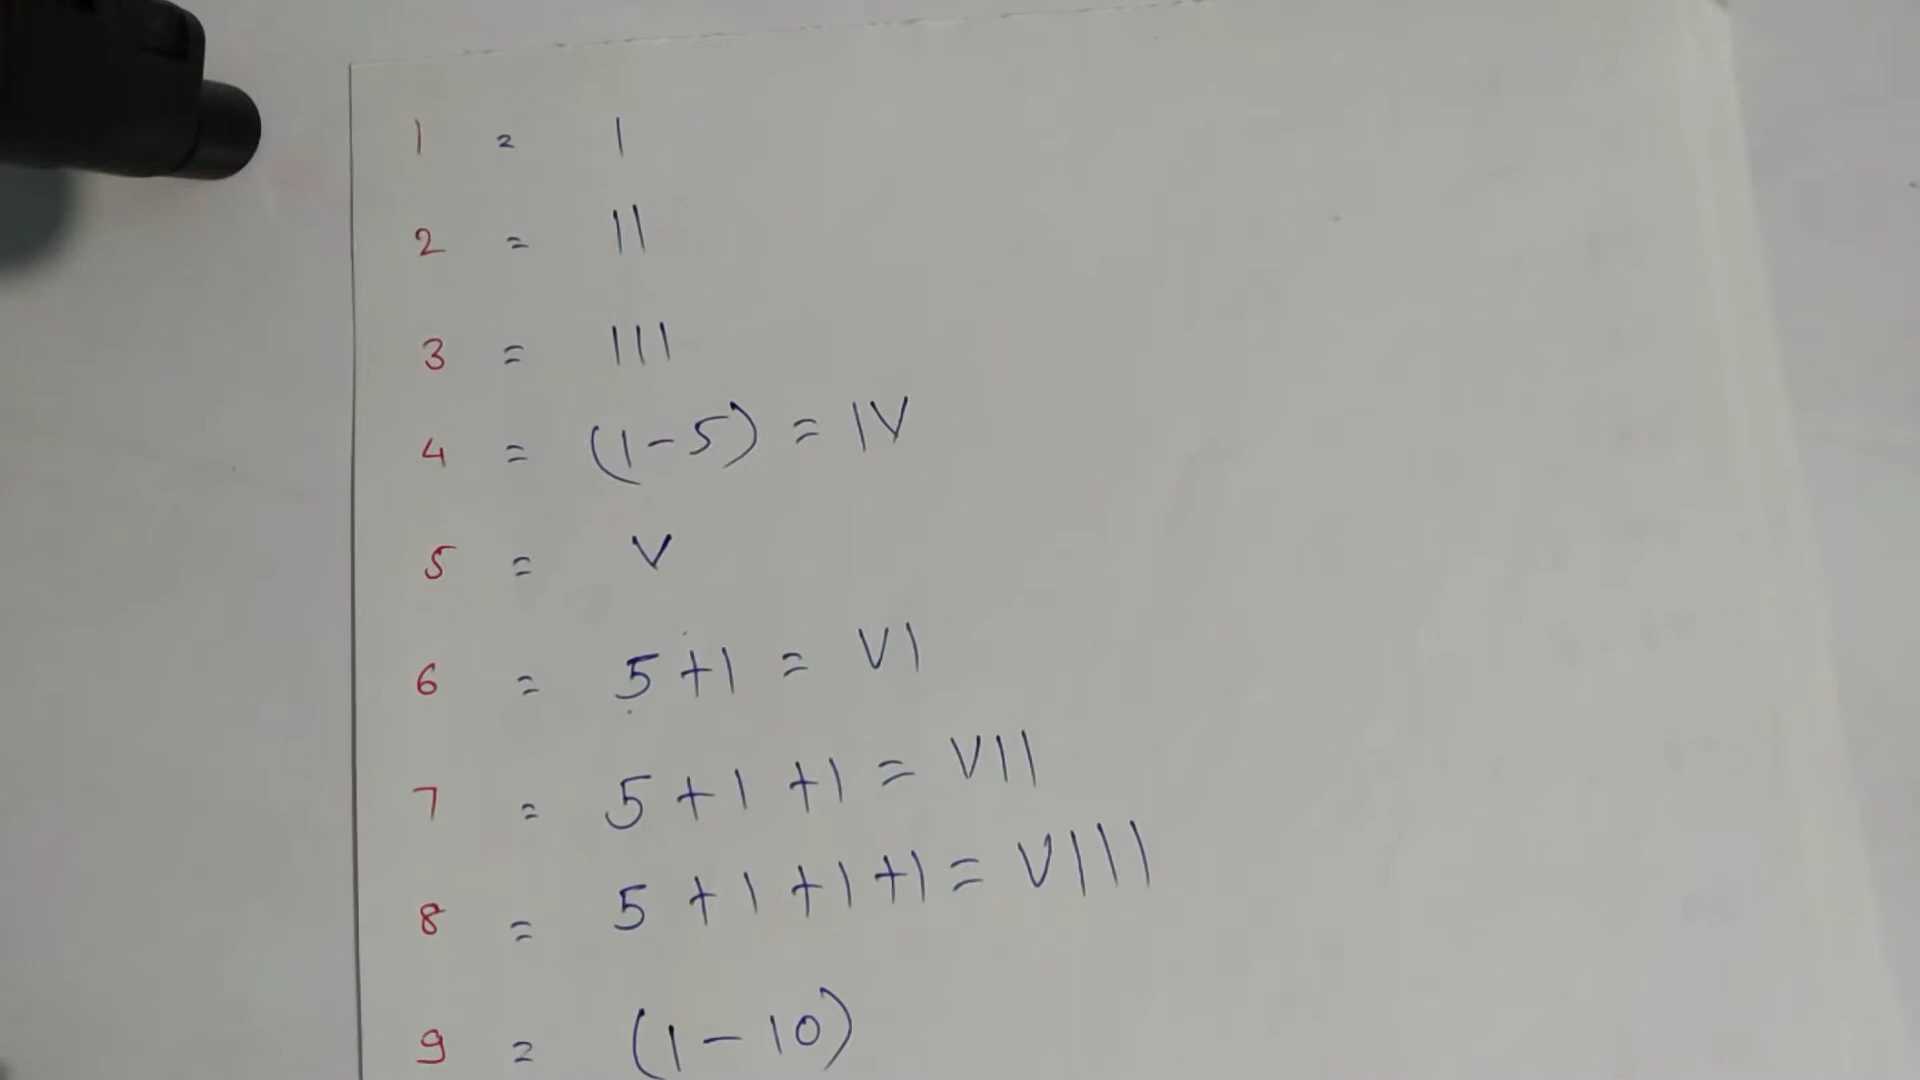 1 = I
2 = II
3 = III
4 = (1-5) = IV
5 = V
6 = 5+1 = VI
7 = 5+1+1 = VII
8 = 5+1+1+1 = VIII
9 = (1-10)